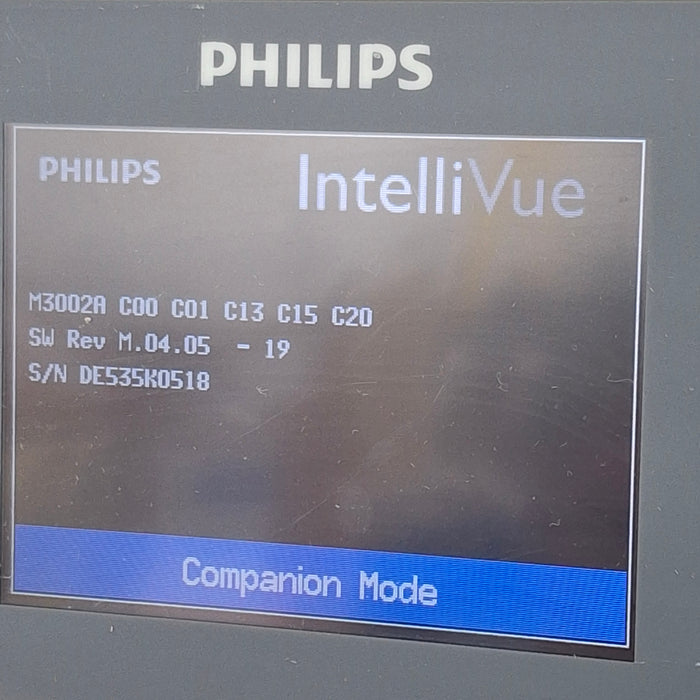 PHILIPS
PHILIPS IntelliVue
M3002A C00 C01 C13 C15 C20
SW Rev M.04.05 - 19
S/N DE535K0518
Companion Mode